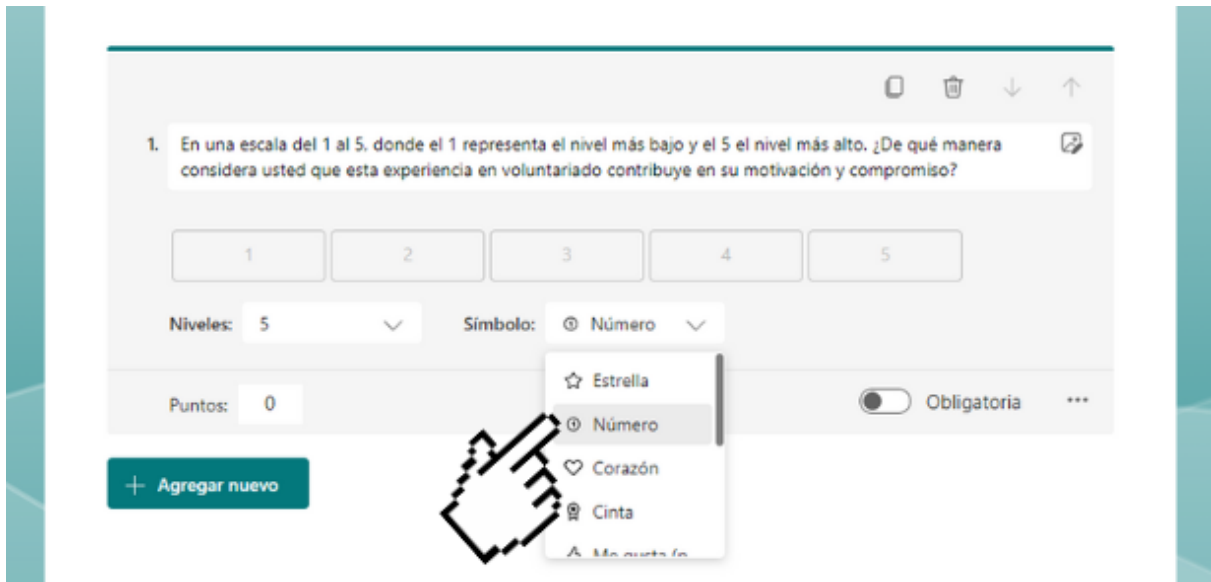 1. En una escala del 1 al 5, donde el 1 representa el nivel más bajo y el 5 el nivel más alto. ¿De qué manera
considera usted que esta experiencia en voluntariado contribuye en su motivación y compromiso?
1 2 3 4 5
Niveles: 5 Símbolo: Número
Estrella
Puntos: 0 Obligatoria
Número
Corazón
+ Agregar nuevo
Cinta
Me gusta (p